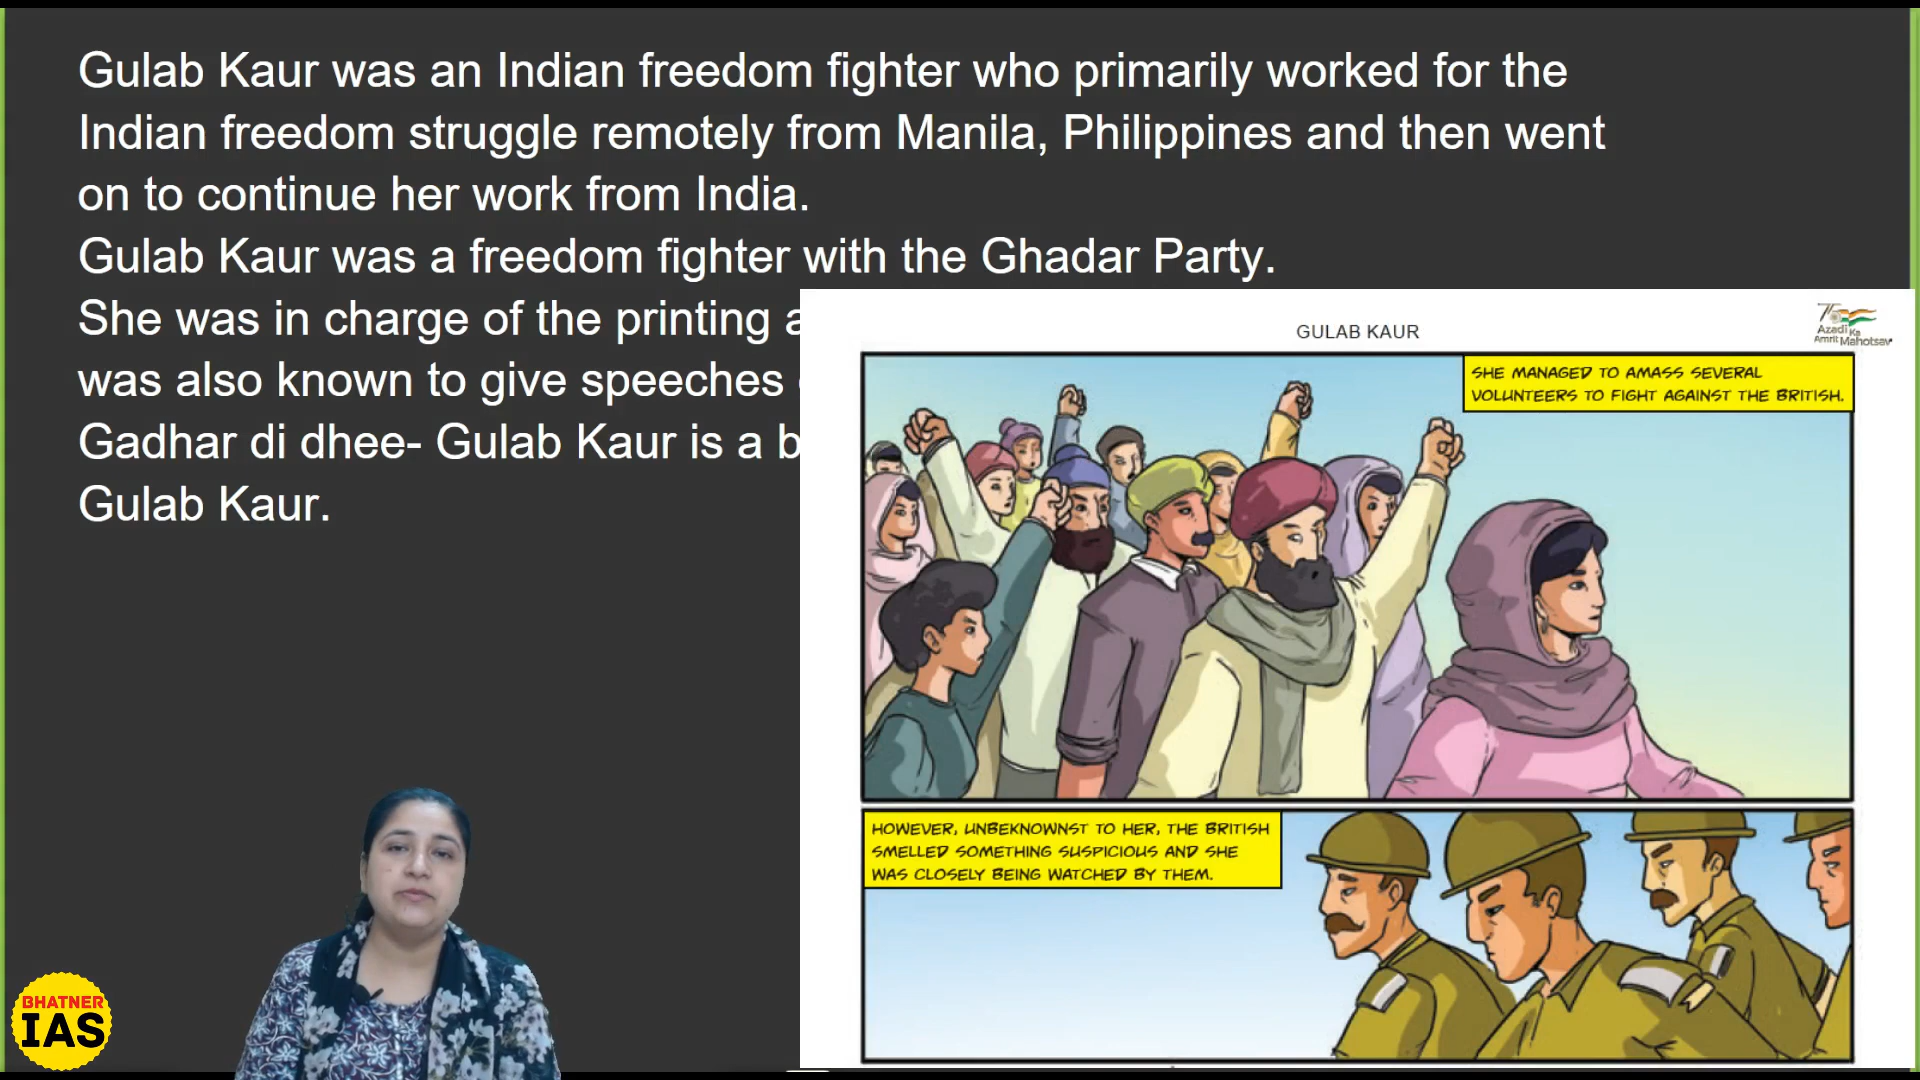 Gulab Kaur was an Indian freedom fighter who primarily worked for the
Indian freedom struggle remotely from Manila, Philippines and then went
on to continue her work from India.
Gulab Kaur was a freedom fighter with the Ghadar Party.
She was in charge of the printing
was also known to give speeches
Gadhar di dhee- Gulab Kaur is a
Gulab Kaur.
GULAB KAUR
75
Azadi Ka
Amrit Mahotsav
SHE MANAGED TO AMASS SEVERAL
VOLUNTEERS TO FIGHT AGAINST THE BRITISH.
HOWEVER, UNBEKNOWNST TO HER, THE BRITISH
SMELLED SOMETHING SUSPICIOUS AND SHE
WAS CLOSELY BEING WATCHED BY THEM.
BHATNER
IAS